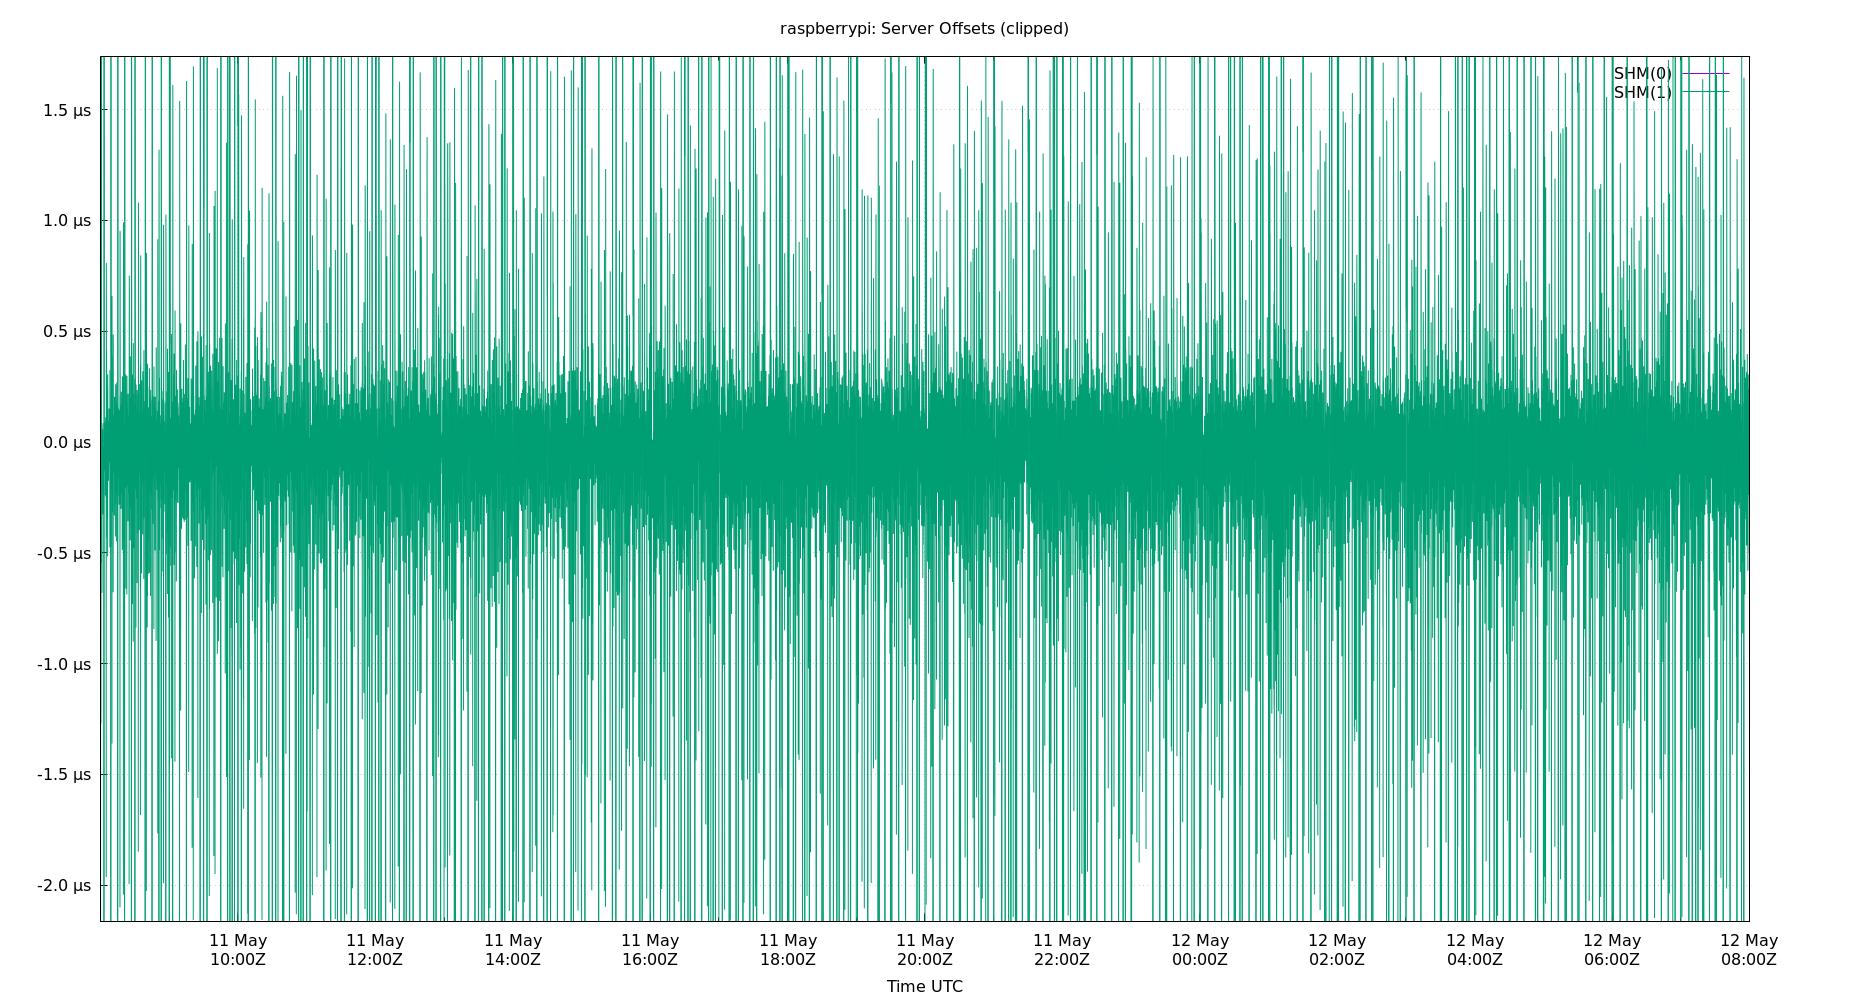 raspberrypi: Server Offsets (clipped)
SHM(0)
SHM(1)
1.5 µs
1.0 µs
0.5 µs
0.0 µs
-0.5 µs
-1.0 µs
-1.5 µs
-2.0 µs
11 May 11 May 11 May 11 May 11 May 11 May 11 May 12 May 12 May 12 May 12 May 12 May
10:00Z 12:00Z 14:00Z 16:00Z 18:00Z 20:00Z 22:00Z 00:00Z 02:00Z 04:00Z 06:00Z 08:00Z
Time UTC